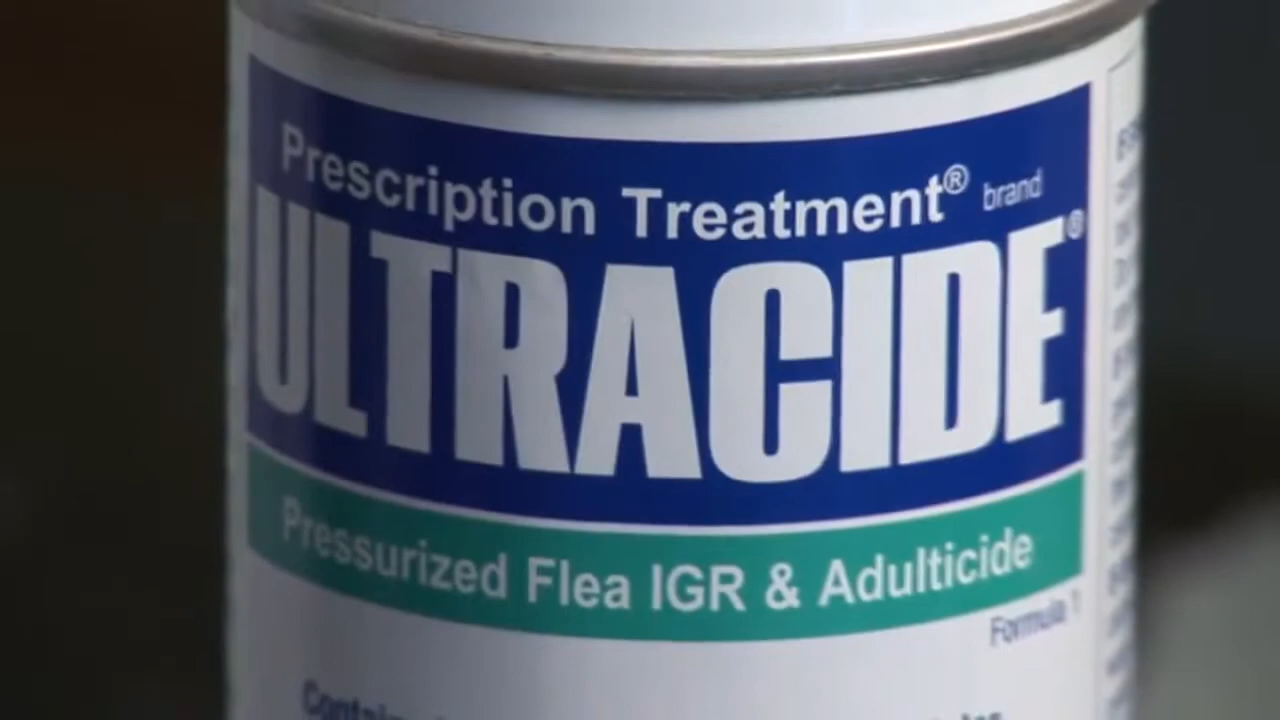 Prescription Treatment® brand
ULTRACIDE®
Pressurized Flea IGR & Adulticide
Formula 1